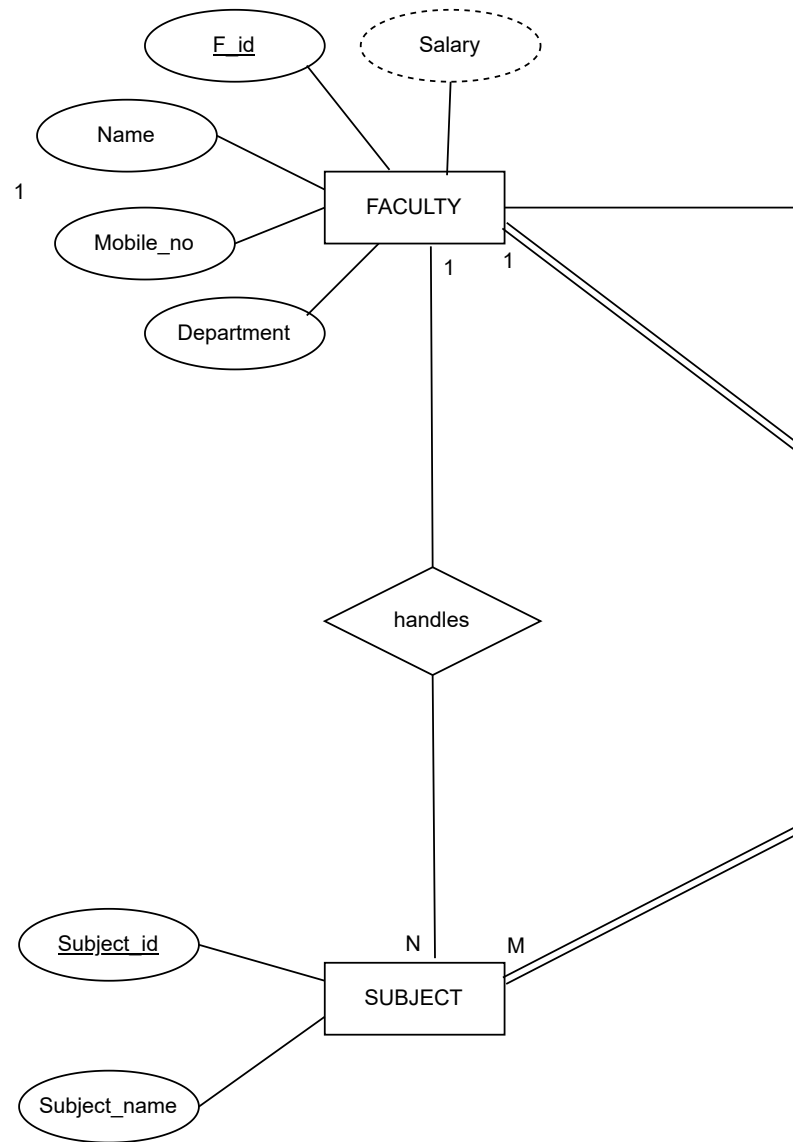 F_id
Salary
Name
1
FACULTY
Mobile_no
1
1
Department
handles
Subject_id
N
M
SUBJECT
Subject_name